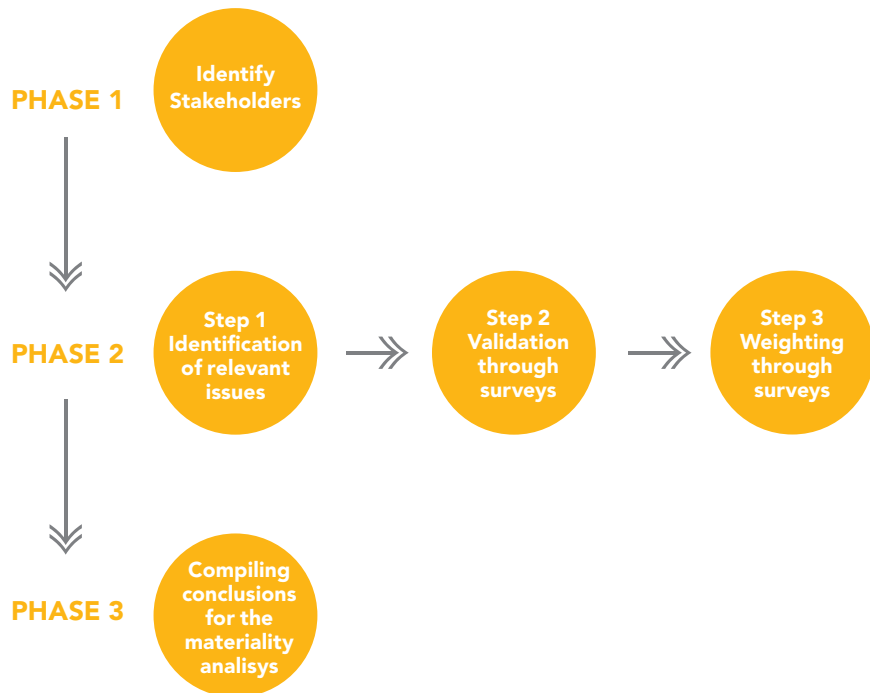 PHASE 1
Identify
Stakeholders
PHASE 2
Step 1
Identification
of relevant
issues
Step 2
Validation
through
surveys
Step 3
Weighting
through
surveys
PHASE 3
Compiling
conclusions
for the
materiality
analisys